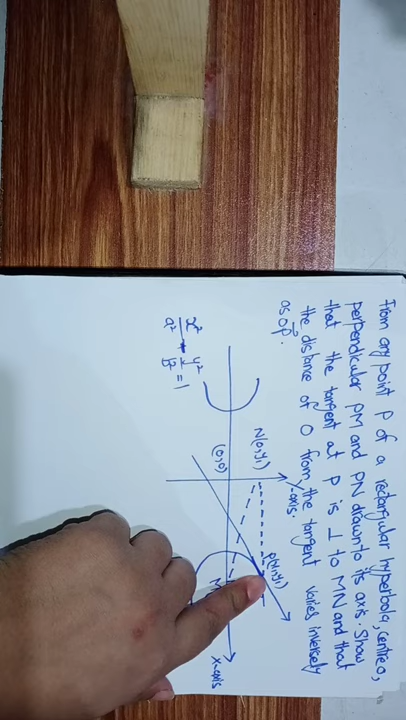 From any point P of a rectangular hyperbola, centre O,
perpendicular PM and PN drawn to its axis. Show
that the tangent at P is ⊥ to MN and that
the distance of O from the tangent varies inversely
as OP.
Y-axis.
N(0,y₁)
P(x₁,y₁)
(0,0)
M
X-axis
x²/a² - y²/b² = 1